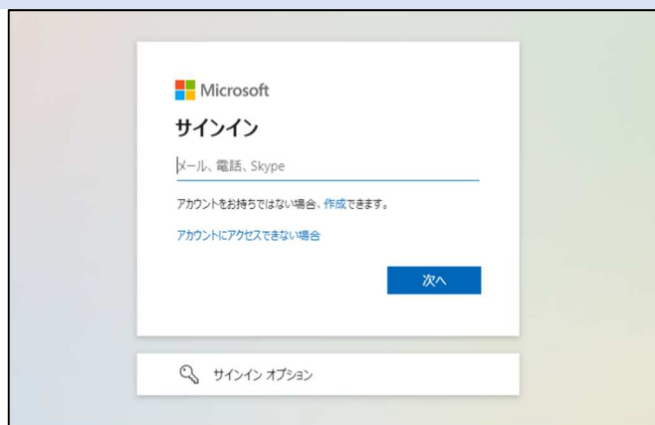 Microsoft
サインイン
メール、電話、Skype
アカウントをお持ちではない場合、作成できます。
アカウントにアクセスできない場合
次へ
サインイン オプション